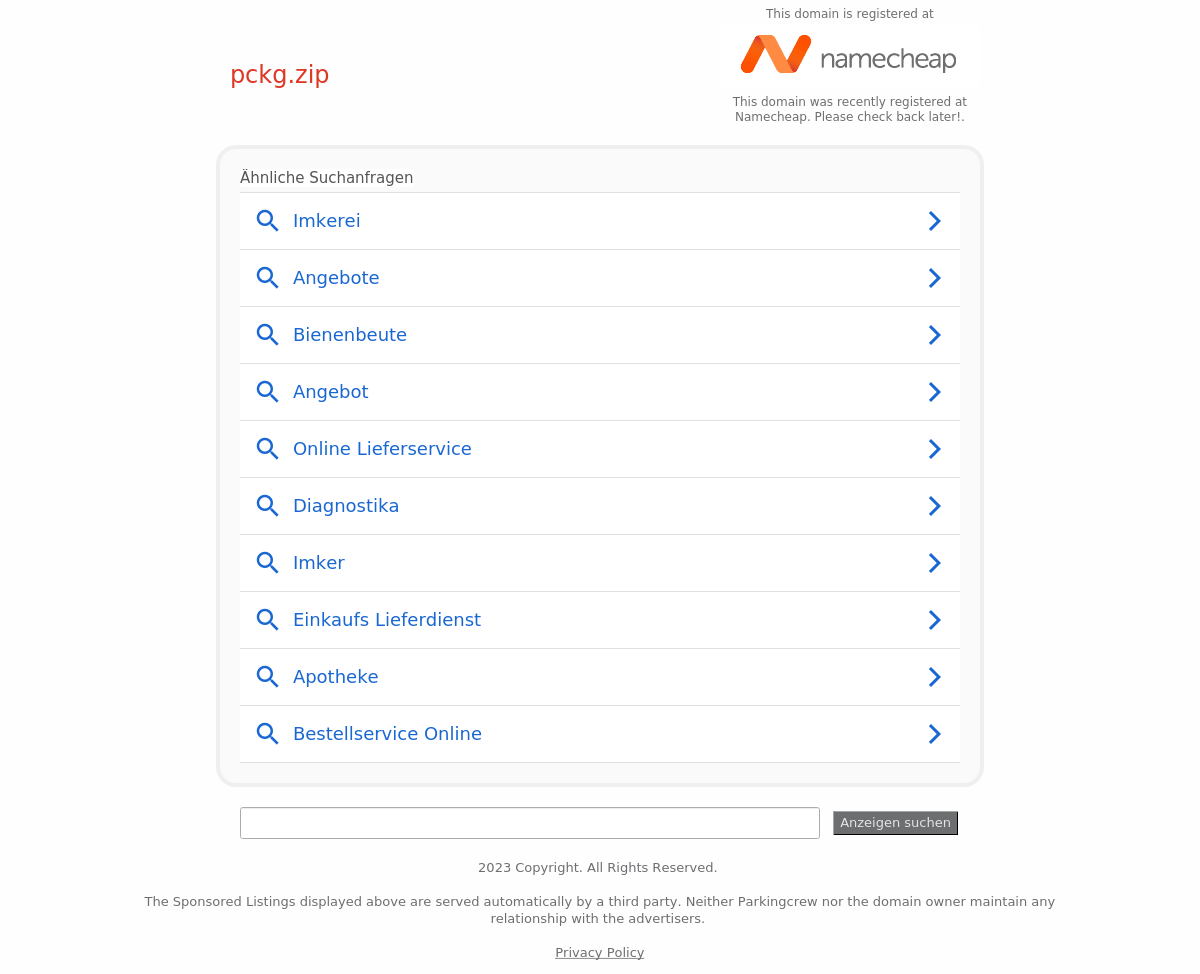 This domain is registered at
namecheap
pckg.zip
This domain was recently registered at
Namecheap. Please check back later!.
Ähnliche Suchanfragen
Imkerei
Angebote
Bienenbeute
Angebot
Online Lieferservice
Diagnostika
Imker
Einkaufs Lieferdienst
Apotheke
Bestellservice Online
Anzeigen suchen
2023 Copyright. All Rights Reserved.
The Sponsored Listings displayed above are served automatically by a third party. Neither Parkingcrew nor the domain owner maintain any
relationship with the advertisers.
Privacy Policy